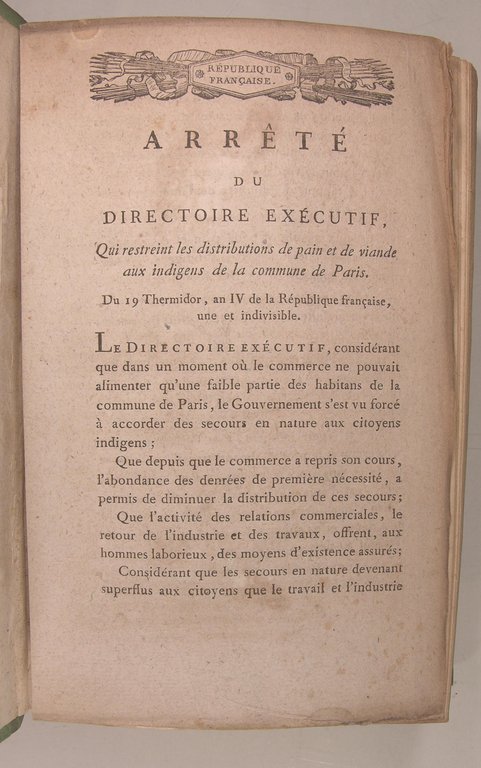 RÉPUBLIQUE
FRANÇAISE.
ARRÊTÉ
DU
DIRECTOIRE EXÉCUTIF,
Qui restreint les distributions de pain et de viande
aux indigens de la commune de Paris.
Du 19 Thermidor, an IV de la République française,
une et indivisible.
LE DIRECTOIRE EXÉCUTIF, considérant
que dans un moment où le commerce ne pouvait
alimenter qu'une faible partie des habitans de la
commune de Paris, le Gouvernement s'est vu forcé
à accorder des secours en nature aux citoyens
indigens ;
Que depuis que le commerce a repris son cours,
l'abondance des denrées de première nécessité, a
permis de diminuer la distribution de ces secours;
Que l'activité des relations commerciales, le
retour de l'industrie et des travaux, offrent, aux
hommes laborieux, des moyens d'existence assurés;
Considérant que les secours en nature devenant
superflus aux citoyens que le travail et l'industrie